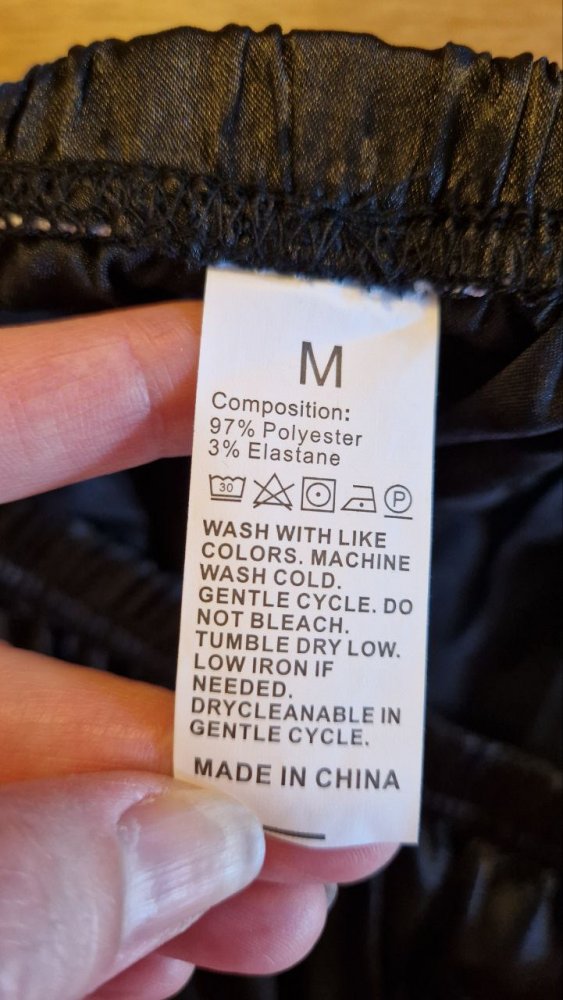 M
Composition:
97% Polyester
3% Elastane
30 P
WASH WITH LIKE
COLORS. MACHINE
WASH COLD.
GENTLE CYCLE. DO
NOT BLEACH.
TUMBLE DRY LOW.
LOW IRON IF
NEEDED.
DRYCLEANABLE IN
GENTLE CYCLE.
MADE IN CHINA